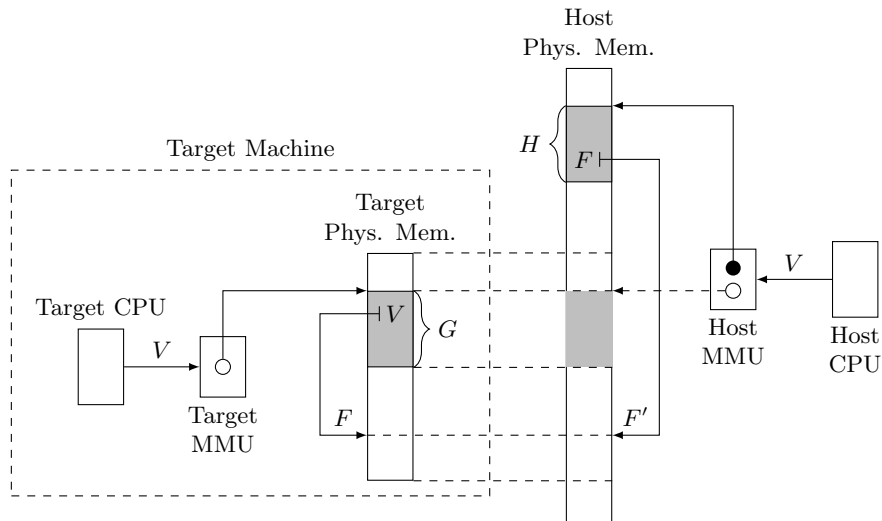 Host
Phys. Mem.
H
F
Target Machine
Target
Phys. Mem.
V
Target CPU
V
G
V
Host
MMU
Host
CPU
Target
MMU
F
F′